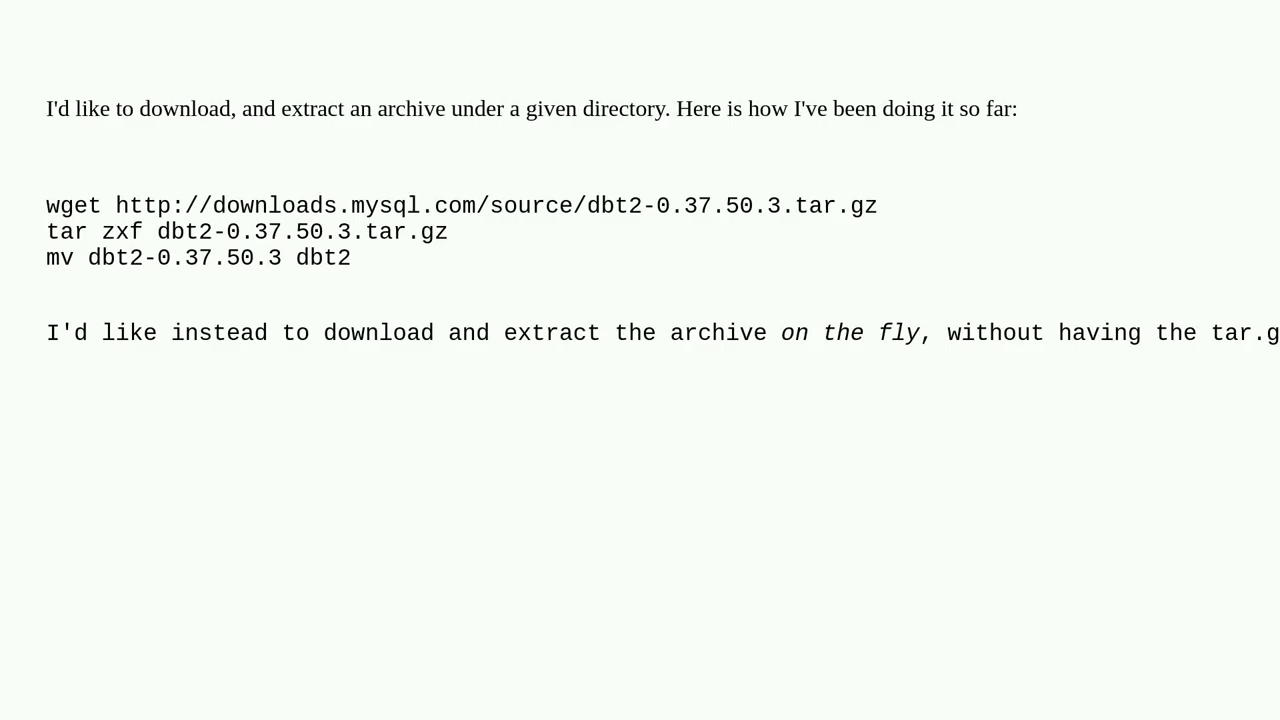 I'd like to download, and extract an archive under a given directory. Here is how I've been doing it so far:
wget http://downloads.mysql.com/source/dbt2-0.37.50.3.tar.gz
tar zxf dbt2-0.37.50.3.tar.gz
mv dbt2-0.37.50.3 dbt2
I'd like instead to download and extract the archive on the fly, without having the tar.g